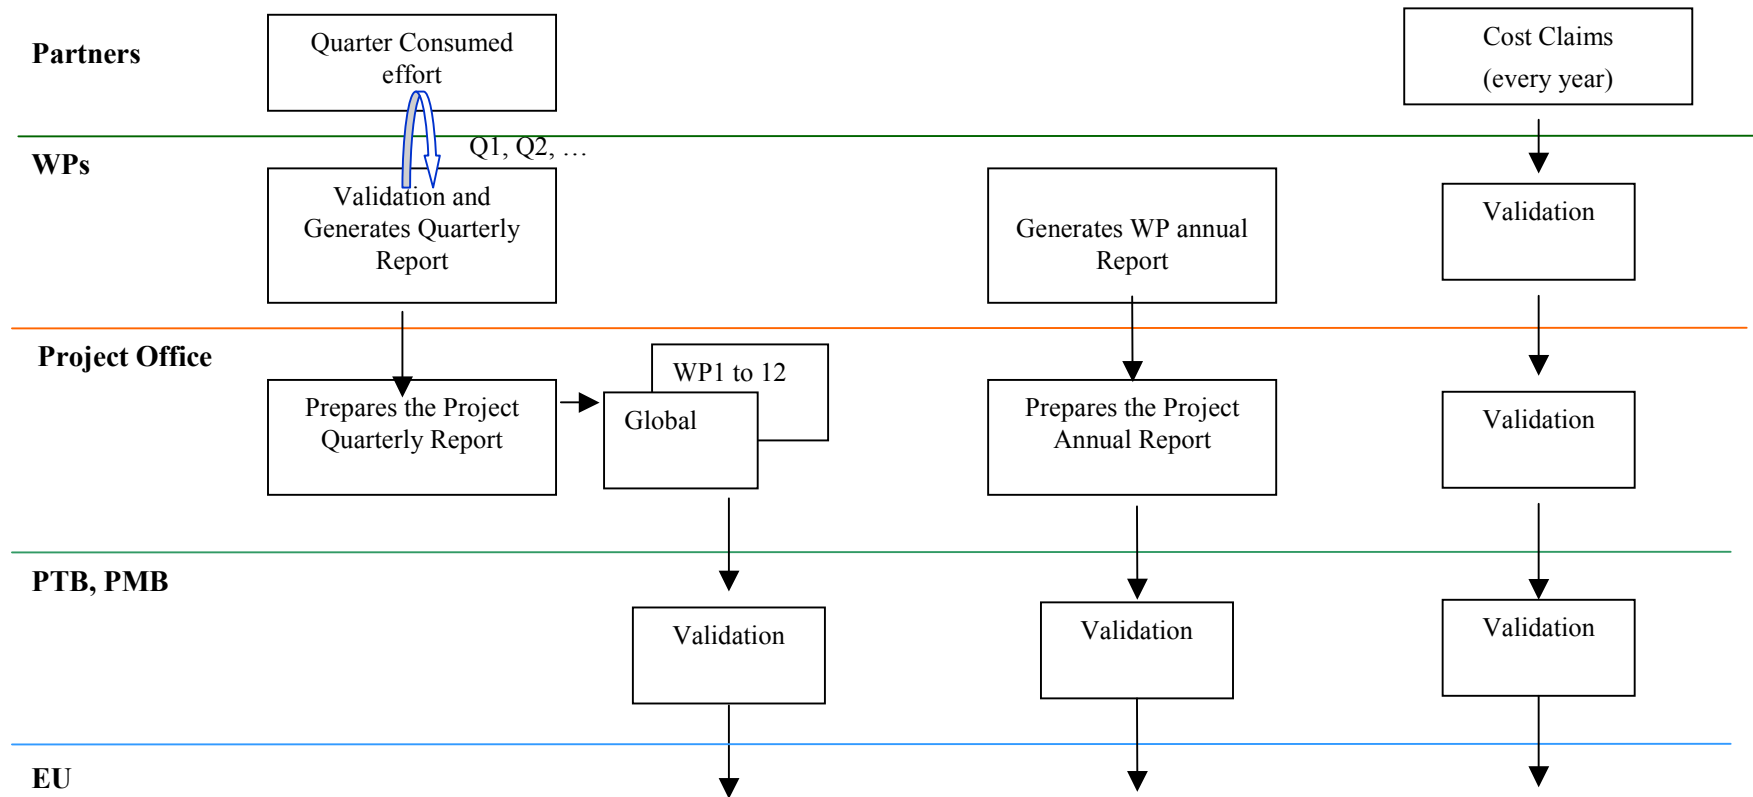 Partners
Quarter Consumed
effort
Cost Claims
(every year)
WPs
Q1, Q2, …
Validation and
Generates Quarterly
Report
Generates WP annual
Report
Validation
Project Office
WP1 to 12
Prepares the Project
Quarterly Report
Global
Prepares the Project
Annual Report
Validation
PTB, PMB
Validation
Validation
Validation
EU